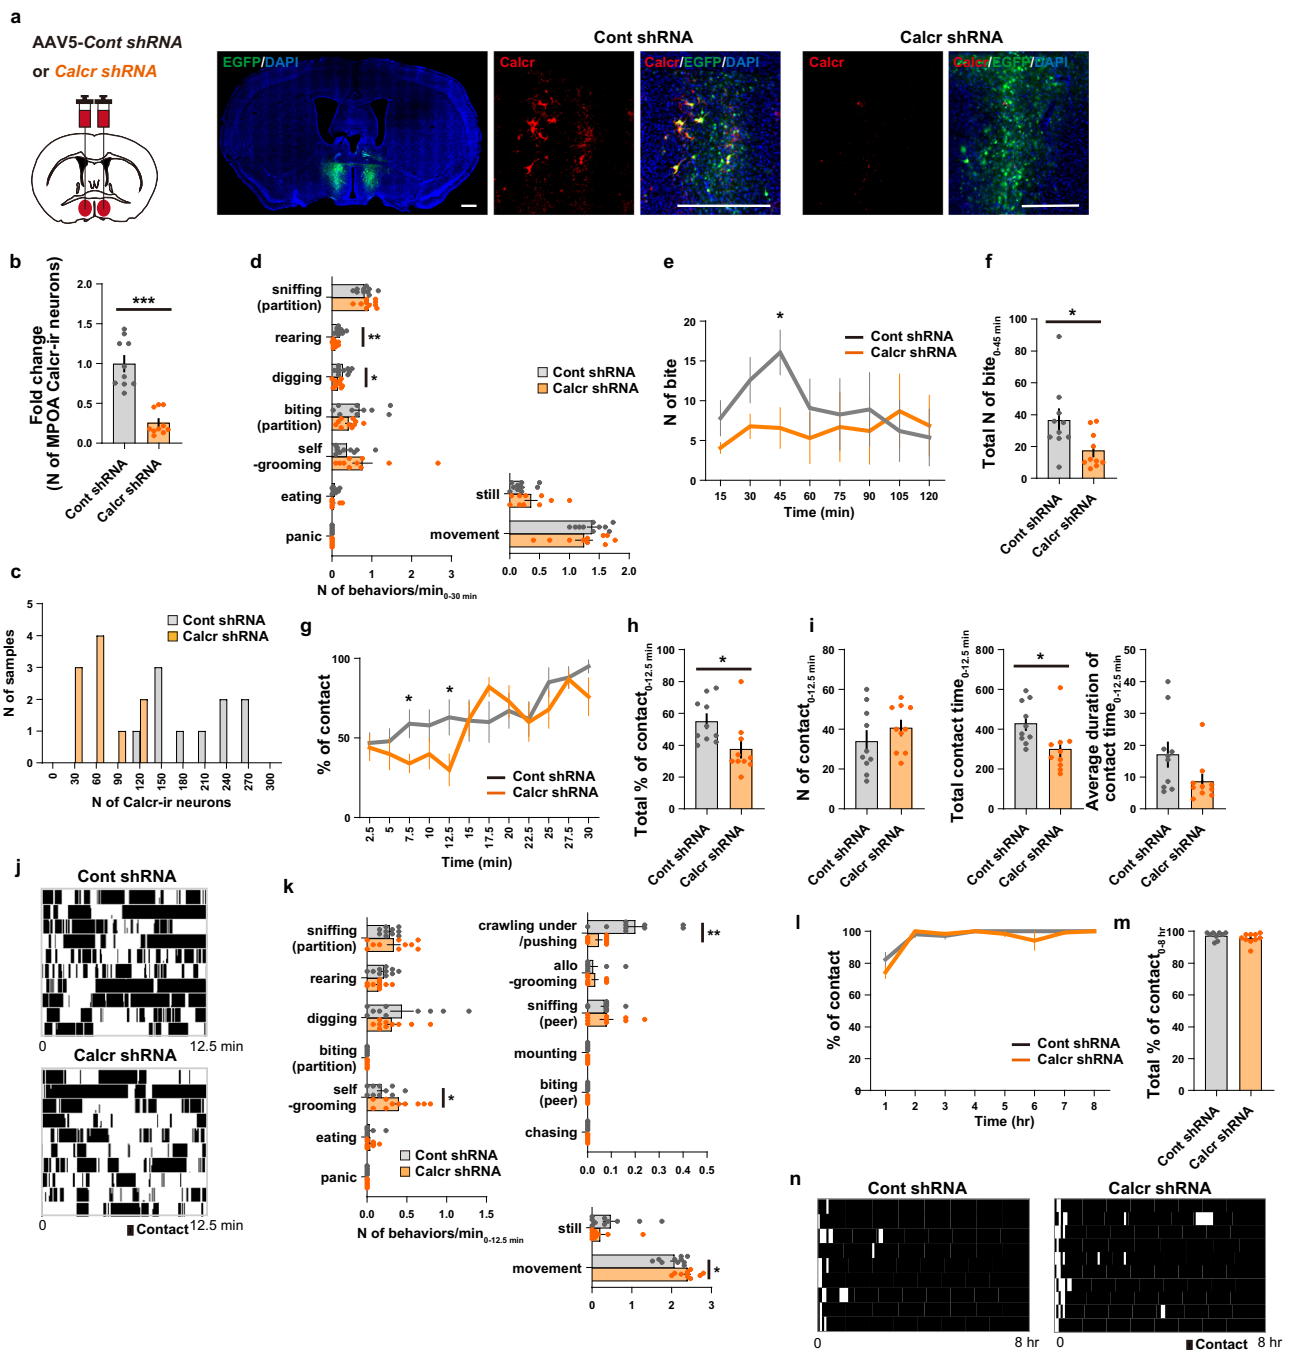 a
AAV5-Cont shRNA
or Calcr shRNA
EGFP/DAPI
Cont shRNA
Calcr
Calcr/EGFP/DAPI
Calcr shRNA
Calcr
Calcr/EGFP/DAPI
b
Fold change
(N of MPOA Calcr-ir neurons)
2.0
1.5
1.0
0.5
0.0
***
Cont shRNA
Calcr shRNA
c
N of samples
5
4
3
2
1
0
Cont shRNA
Calcr shRNA
0 30 60 90 120 150 180 210 240 270 300
N of Calcr-ir neurons
d
sniffing
(partition)
rearing
**
digging
*
biting
(partition)
self
-grooming
eating
panic
0 1 2 3
N of behaviors/min0-30 min
Cont shRNA
Calcr shRNA
still
movement
0.0 0.5 1.0 1.5 2.0
e
N of bite
20
15
10
5
0
*
Cont shRNA
Calcr shRNA
15 30 45 60 75 90 105 120
Time (min)
f
Total N of bite0-45 min
100
80
60
40
20
0
*
Cont shRNA
Calcr shRNA
g
% of contact
100
50
0
* *
Cont shRNA
Calcr shRNA
2.5 5 7.5 10 12.5 15 17.5 20 22.5 25 27.5 30
Time (min)
h
Total % of contact0-12.5 min
100
80
60
40
20
0
*
Cont shRNA
Calcr shRNA
i
N of contact0-12.5 min
80
60
40
20
0
Cont shRNA
Calcr shRNA
Total contact time0-12.5 min
800
600
400
200
0
*
Cont shRNA
Calcr shRNA
Average duration of
contact time0-12.5 min
50
40
30
20
10
0
Cont shRNA
Calcr shRNA
j
Cont shRNA
0 12.5 min
Calcr shRNA
0 12.5 min
Contact
k
sniffing
(partition)
rearing
digging
biting
(partition)
self
-grooming
*
eating
panic
Cont shRNA
Calcr shRNA
0.0 0.5 1.0 1.5
N of behaviors/min0-12.5 min
crawling under
/pushing
**
allo
-grooming
sniffing
(peer)
mounting
biting
(peer)
chasing
0.0 0.1 0.2 0.3 0.4 0.5
still
movement
*
0 1 2 3
l
% of contact
100
80
60
40
100
0
Cont shRNA
Calcr shRNA
1 2 3 4 5 6 7 8
Time (hr)
m
Total % of contact0-8 hr
100
80
60
40
20
0
Cont shRNA
Calcr shRNA
n
Cont shRNA
0 8 hr
Calcr shRNA
0 8 hr
Contact